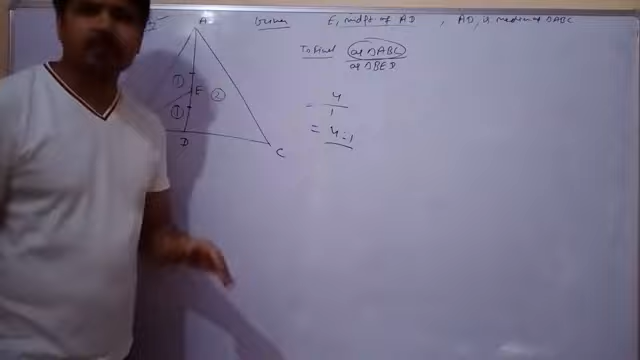 A
Given E, midpt of AD , AD, is median of ΔABC
To find ar ΔABC
ar ΔBED
① E ②
①
D C
= 4
1
= 4:1